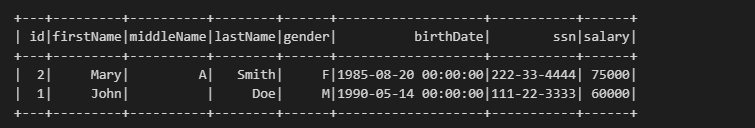 +---+---------+----------+--------+------+-------------------+-----------+------+
| id|firstName|middleName|lastName|gender|          birthDate|        ssn|salary|
+---+---------+----------+--------+------+-------------------+-----------+------+
|  2|     Mary|         A|   Smith|     F|1985-08-20 00:00:00|222-33-4444| 75000|
|  1|     John|          |     Doe|     M|1990-05-14 00:00:00|111-22-3333| 60000|
+---+---------+----------+--------+------+-------------------+-----------+------+